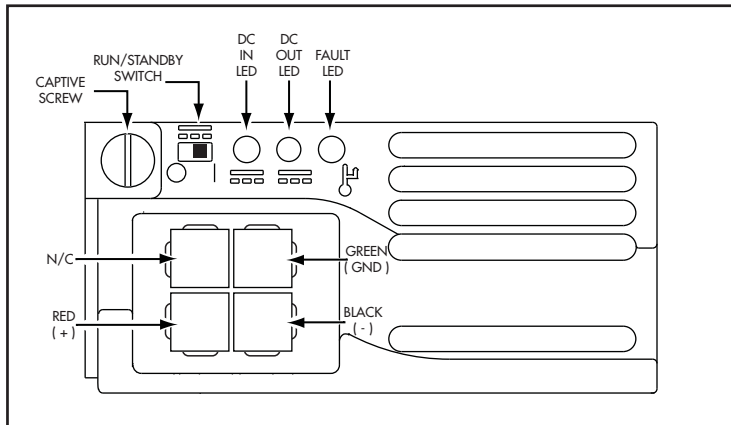 DC
IN
LED
DC
OUT
LED
FAULT
LED
RUN/STANDBY
SWITCH
CAPTIVE
SCREW
N/C
GREEN
( GND )
RED
( + )
BLACK
( - )